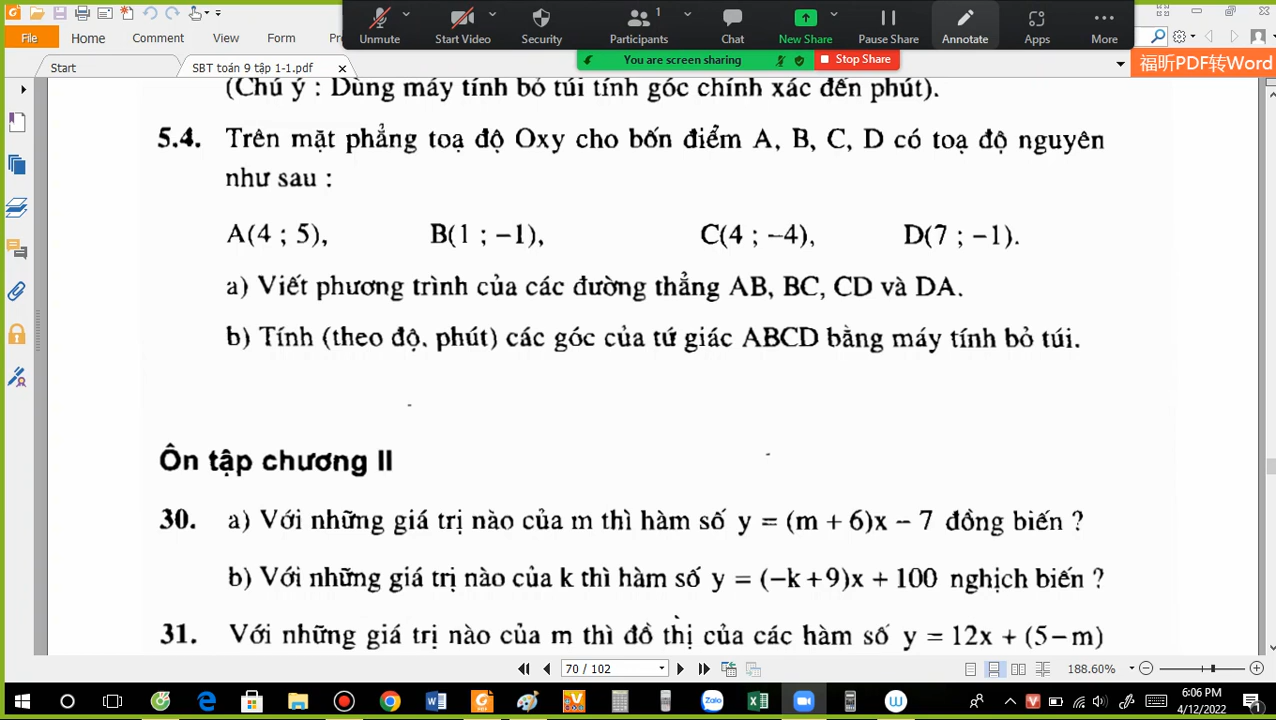 Unmute
Start Video
Security
1
Participants
Chat
New Share
Pause Share
Annotate
Apps
More
File
Home
Comment
View
Form
You are screen sharing
Stop Share
Start
SBT toán 9 tập 1-1.pdf
福昕PDF转Word
(Chú ý : Dùng máy tính bỏ túi tính góc chính xác đến phút).
5.4. Trên mặt phẳng toạ độ Oxy cho bốn điểm A, B, C, D có toạ độ nguyên
như sau :
A(4 ; 5), B(1 ; −1), C(4 ; −4), D(7 ; −1).
a) Viết phương trình của các đường thẳng AB, BC, CD và DA.
b) Tính (theo độ, phút) các góc của tứ giác ABCD bằng máy tính bỏ túi.
Ôn tập chương II
30. a) Với những giá trị nào của m thì hàm số y = (m + 6)x − 7 đồng biến ?
b) Với những giá trị nào của k thì hàm số y = (−k +9)x + 100 nghịch biến ?
31. Với những giá trị nào của m thì đồ thị của các hàm số y = 12x + (5−m)
70 / 102
188.60%
Zalo
6:06 PM
4/12/2022